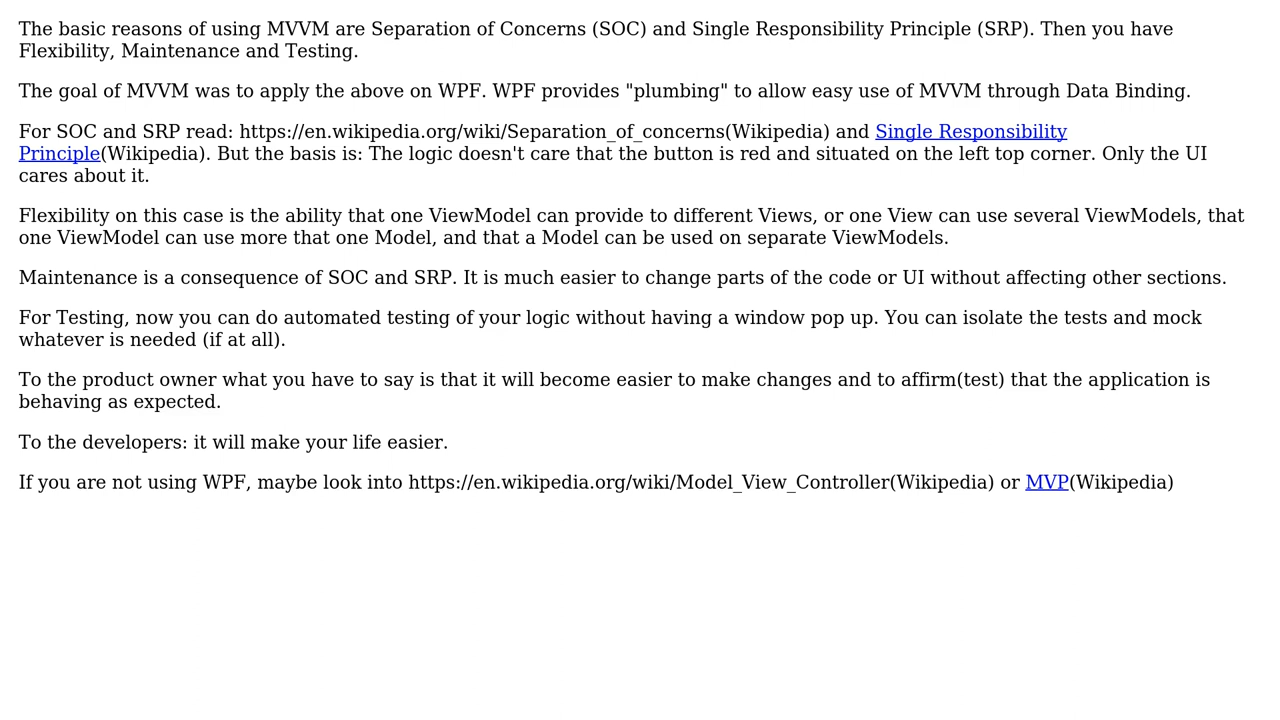 The basic reasons of using MVVM are Separation of Concerns (SOC) and Single Responsibility Principle (SRP). Then you have
Flexibility, Maintenance and Testing.
The goal of MVVM was to apply the above on WPF. WPF provides "plumbing" to allow easy use of MVVM through Data Binding.
For SOC and SRP read: https://en.wikipedia.org/wiki/Separation_of_concerns(Wikipedia) and Single Responsibility
Principle(Wikipedia). But the basis is: The logic doesn't care that the button is red and situated on the left top corner. Only the UI
cares about it.
Flexibility on this case is the ability that one ViewModel can provide to different Views, or one View can use several ViewModels, that
one ViewModel can use more that one Model, and that a Model can be used on separate ViewModels.
Maintenance is a consequence of SOC and SRP. It is much easier to change parts of the code or UI without affecting other sections.
For Testing, now you can do automated testing of your logic without having a window pop up. You can isolate the tests and mock
whatever is needed (if at all).
To the product owner what you have to say is that it will become easier to make changes and to affirm(test) that the application is
behaving as expected.
To the developers: it will make your life easier.
If you are not using WPF, maybe look into https://en.wikipedia.org/wiki/Model_View_Controller(Wikipedia) or MVP(Wikipedia)